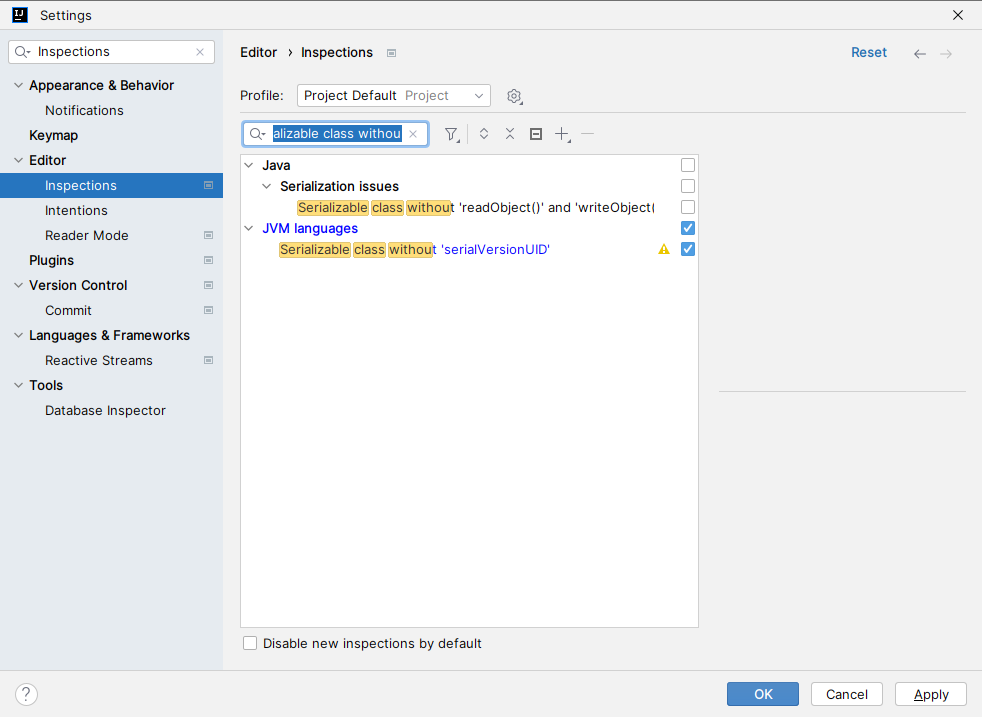 Settings
Inspections
Appearance & Behavior
Notifications
Keymap
Editor
Inspections
Intentions
Reader Mode
Plugins
Version Control
Commit
Languages & Frameworks
Reactive Streams
Tools
Database Inspector
Editor › Inspections
Reset
Profile: Project Default Project
alizable class withou
Java
Serialization issues
Serializable class without 'readObject()' and 'writeObject(
JVM languages
Serializable class without 'serialVersionUID'
Disable new inspections by default
?
OK
Cancel
Apply